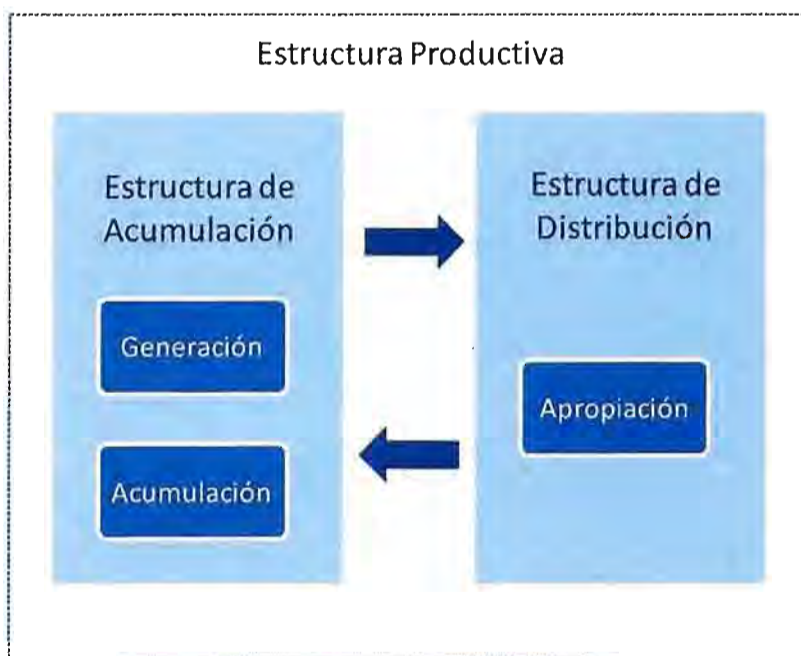 Estructura Productiva
Estructura de
Acumulación
Generación
Acumulación
Estructura de
Distribución
Apropiación